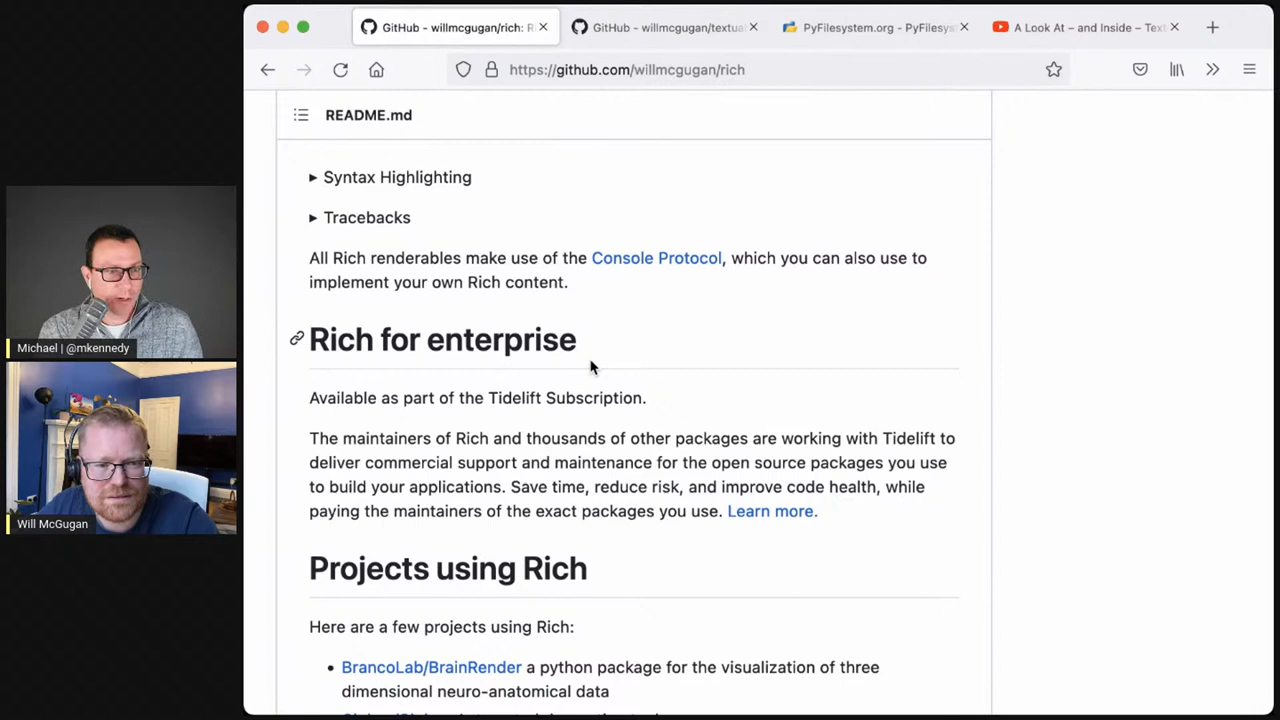 GitHub - willmcgugan/rich: R
GitHub - willmcgugan/textua
PyFilesystem.org - PyFilesys
A Look At – and Inside – Text
https://github.com/willmcgugan/rich
README.md
Syntax Highlighting
Tracebacks
All Rich renderables make use of the Console Protocol, which you can also use to
implement your own Rich content.
Rich for enterprise
Available as part of the Tidelift Subscription.
The maintainers of Rich and thousands of other packages are working with Tidelift to
deliver commercial support and maintenance for the open source packages you use
to build your applications. Save time, reduce risk, and improve code health, while
paying the maintainers of the exact packages you use. Learn more.
Projects using Rich
Here are a few projects using Rich:
• BrancoLab/BrainRender a python package for the visualization of three
dimensional neuro-anatomical data
Michael | @mkennedy
Will McGugan